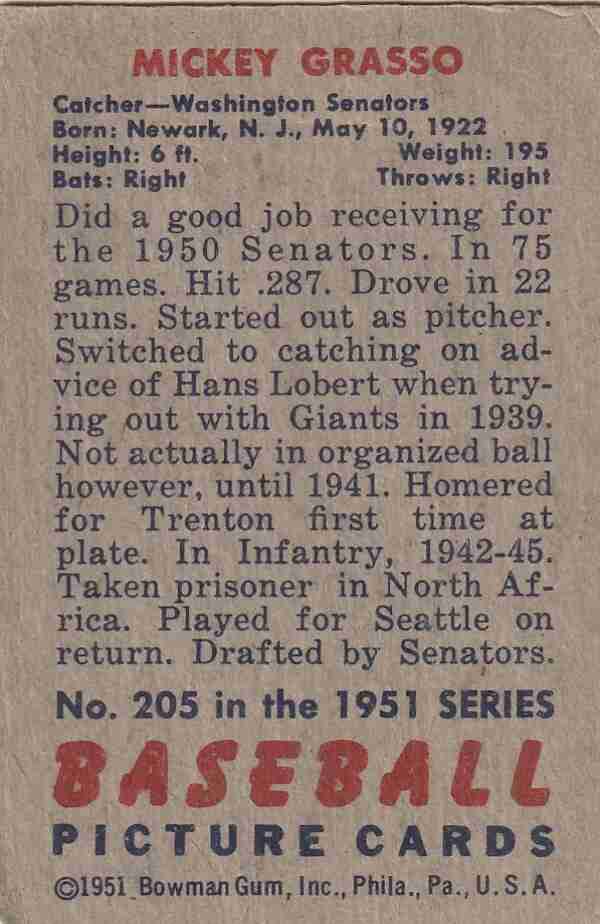 MICKEY GRASSO
Catcher—Washington Senators
Born: Newark, N. J., May 10, 1922
Height: 6 ft. Weight: 195
Bats: Right Throws: Right
Did a good job receiving for
the 1950 Senators. In 75
games. Hit .287. Drove in 22
runs. Started out as pitcher.
Switched to catching on ad-
vice of Hans Lobert when try-
ing out with Giants in 1939.
Not actually in organized ball
however, until 1941. Homered
for Trenton first time at
plate. In Infantry, 1942-45.
Taken prisoner in North Af-
rica. Played for Seattle on
return. Drafted by Senators.
No. 205 in the 1951 SERIES
BASEBALL
PICTURE CARDS
©1951 Bowman Gum, Inc., Phila., Pa., U.S.A.